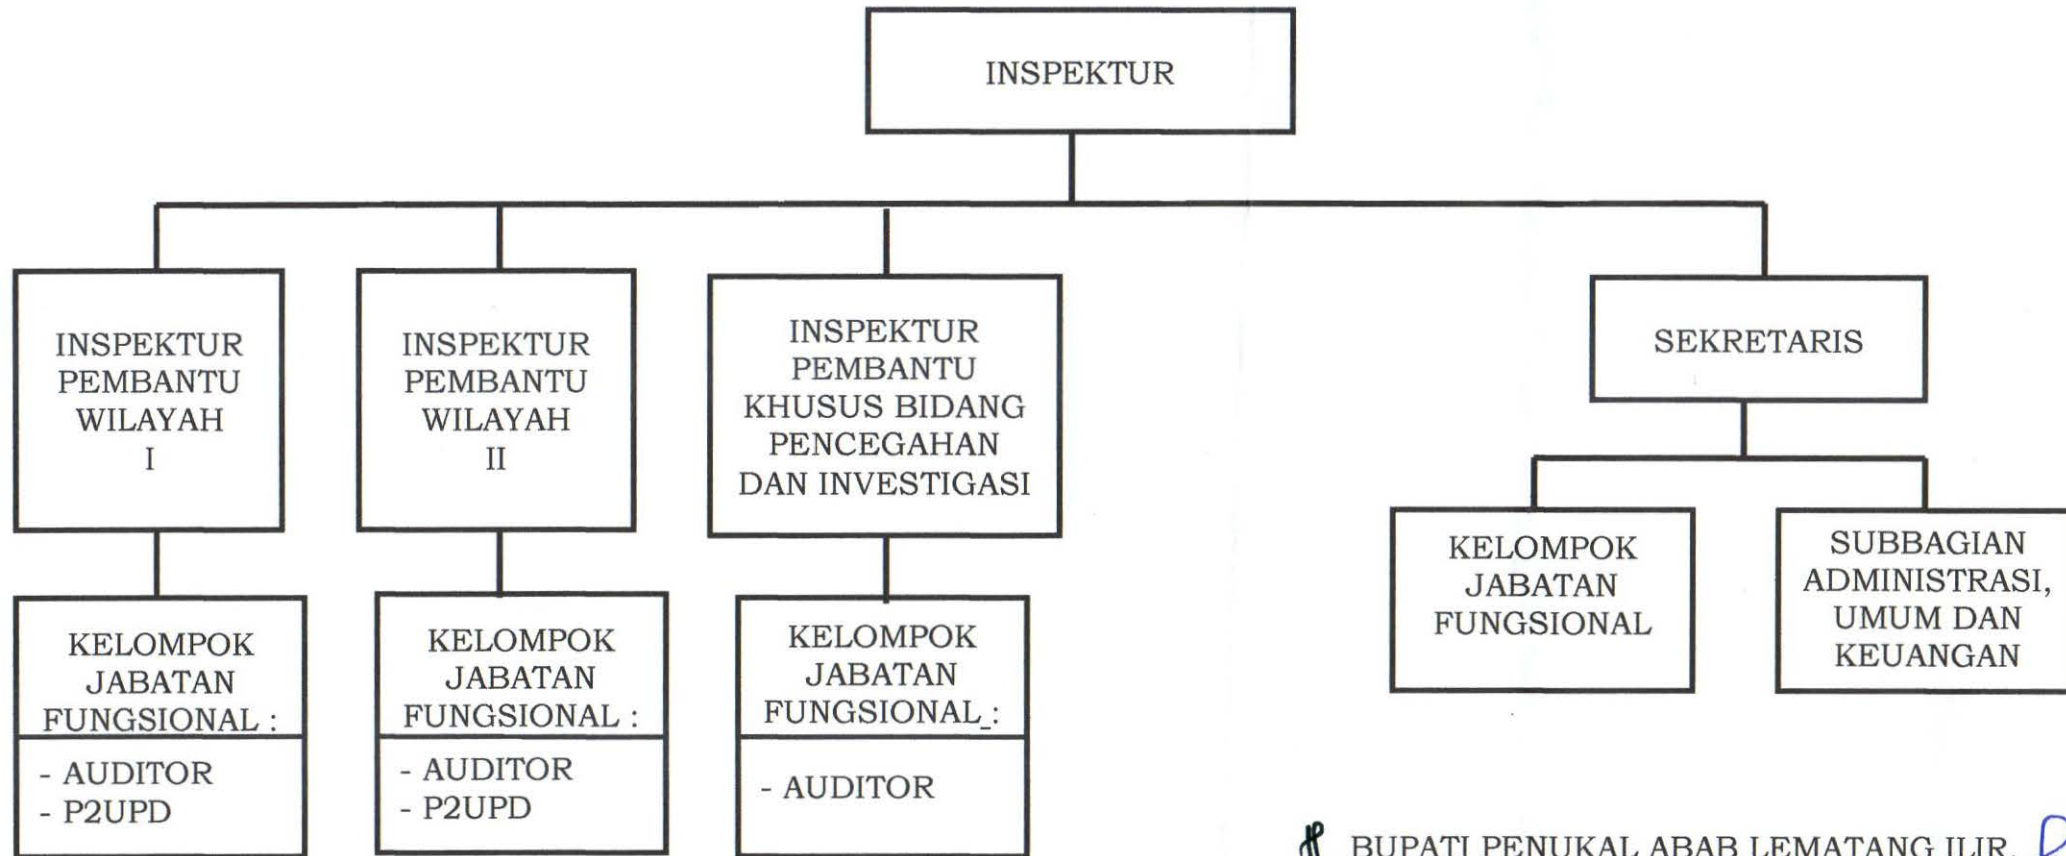 INSPEKTUR
INSPEKTUR
PEMBANTU
WILAYAH
I
INSPEKTUR
PEMBANTU
WILAYAH
II
INSPEKTUR
PEMBANTU
KHUSUS BIDANG
PENCEGAHAN
DAN INVESTIGASI
SEKRETARIS
KELOMPOK
JABATAN
FUNGSIONAL :
- AUDITOR
- P2UPD
KELOMPOK
JABATAN
FUNGSIONAL :
- AUDITOR
- P2UPD
KELOMPOK
JABATAN
FUNGSIONAL :
- AUDITOR
KELOMPOK
JABATAN
FUNGSIONAL
SUBBAGIAN
ADMINISTRASI,
UMUM DAN
KEUANGAN
BUPATI PENUKAL ABAB LEMATANG ILIR,